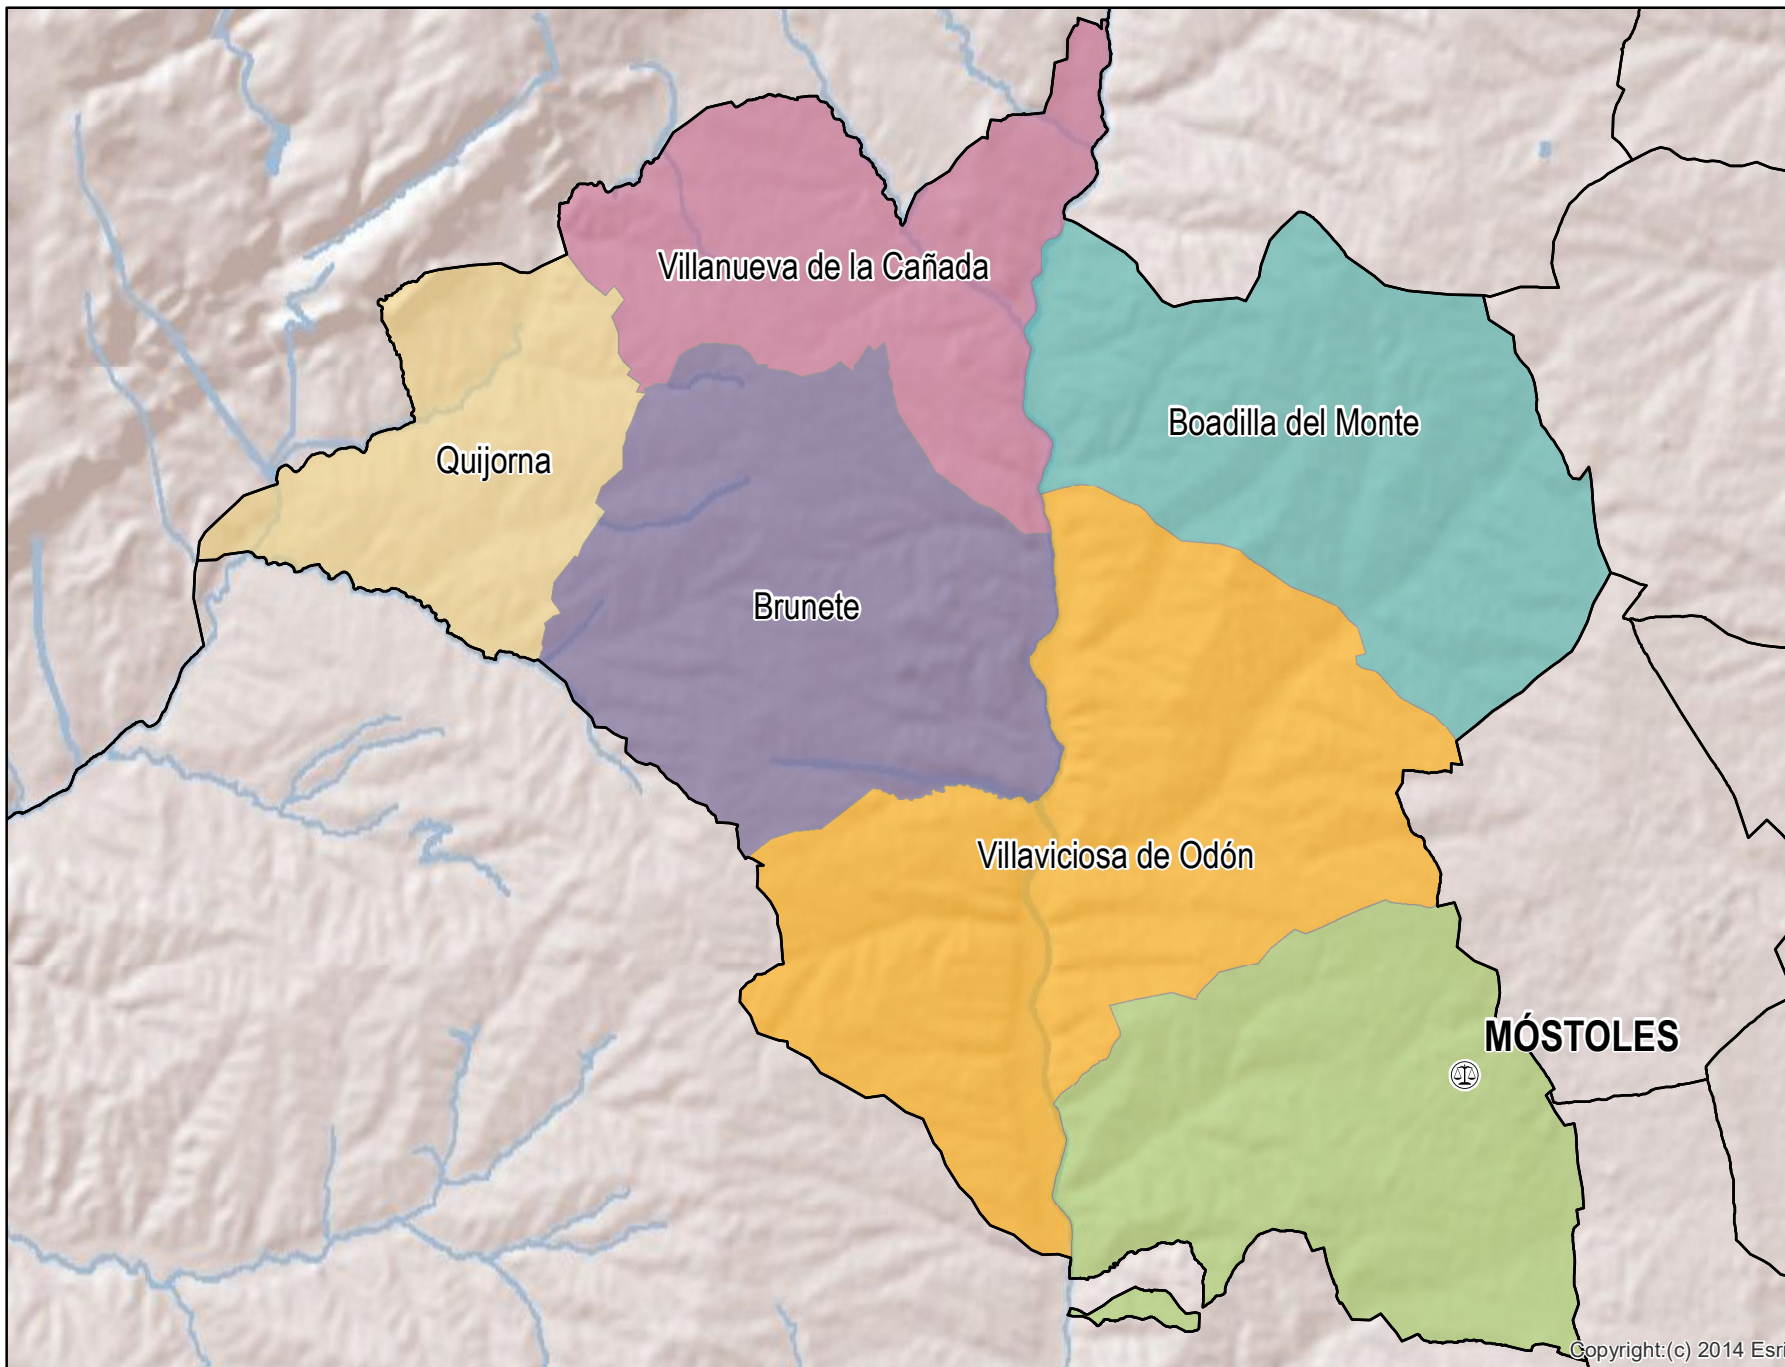 Villanueva de la Cañada
Boadilla del Monte
Quijorna
Brunete
Villaviciosa de Odón
MÓSTOLES
Copyright:(c) 2014 Esri